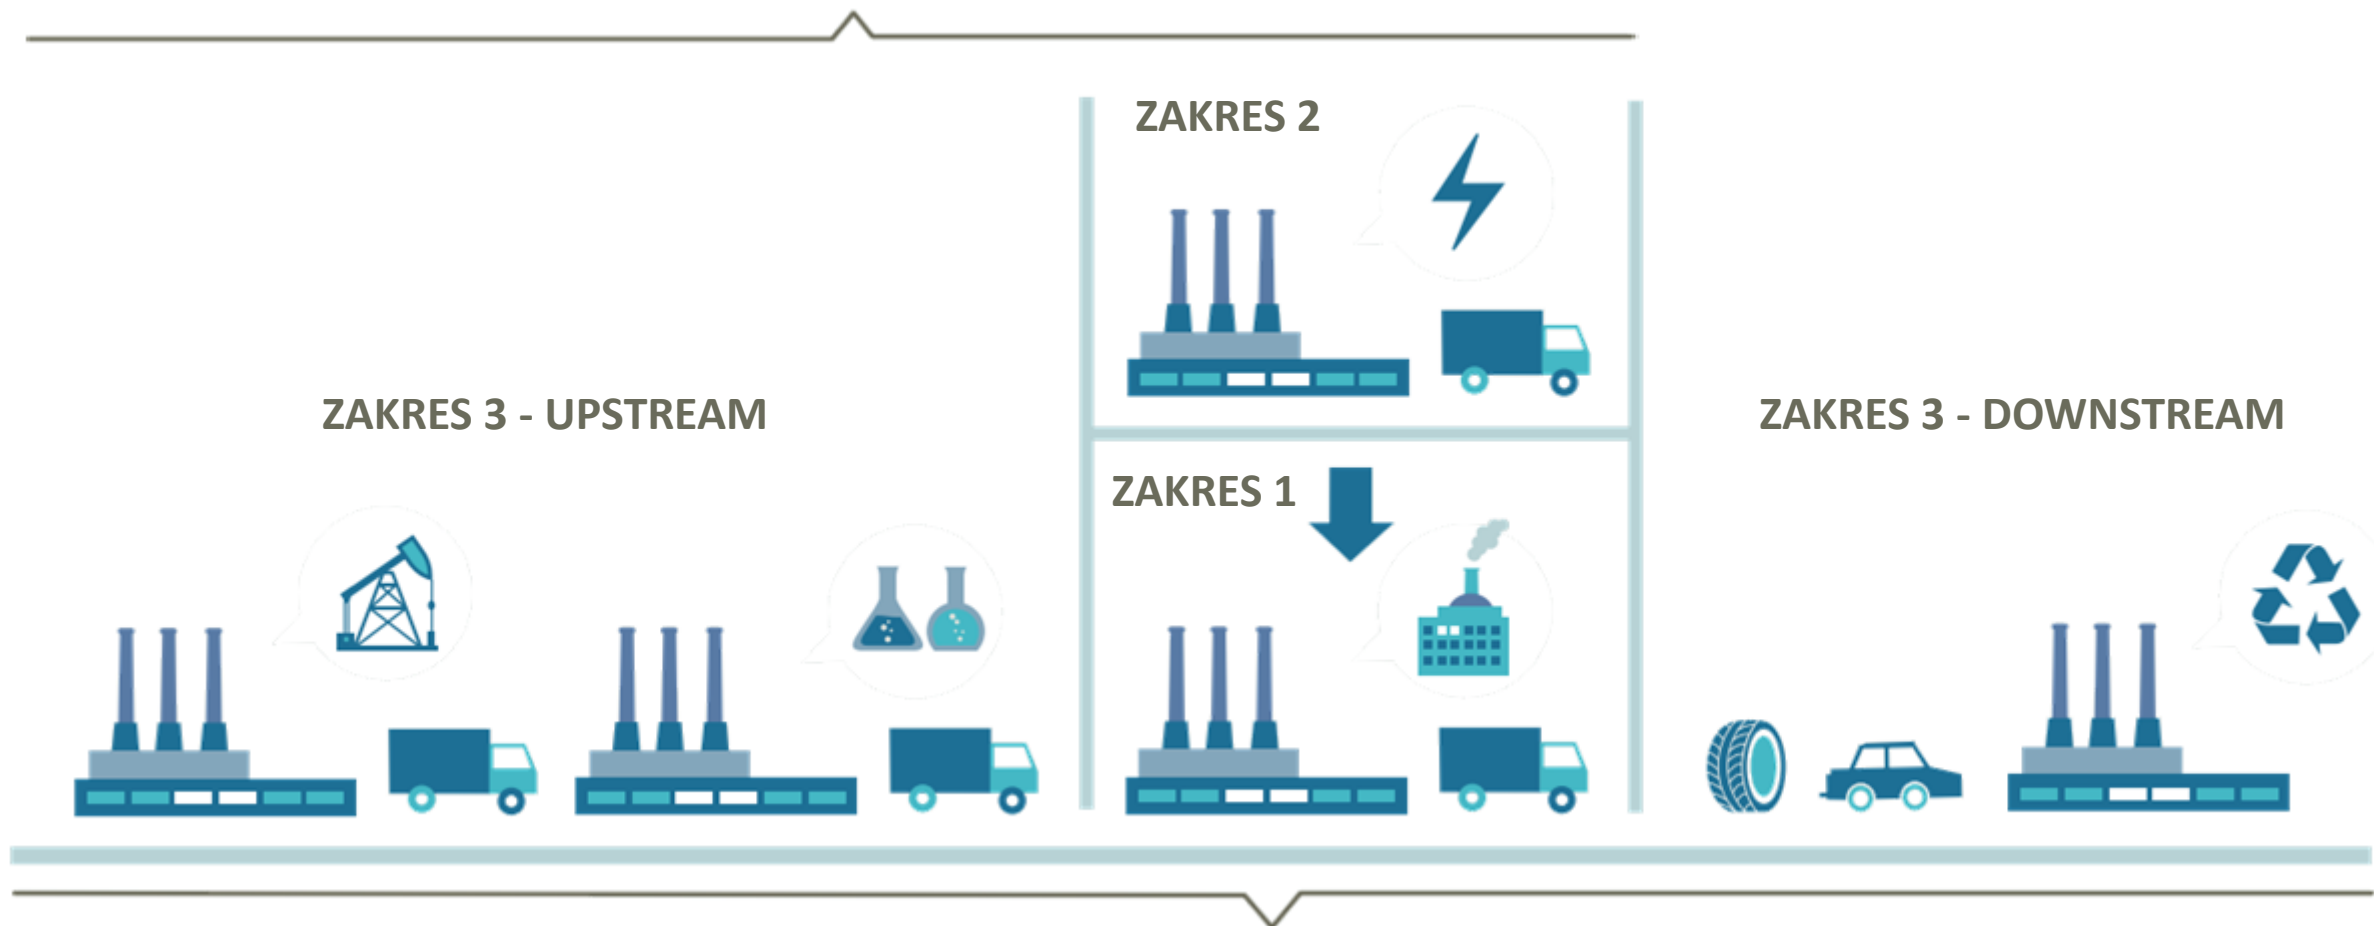 ZAKRES 2
ZAKRES 3 - UPSTREAM
ZAKRES 3 - DOWNSTREAM
ZAKRES 1